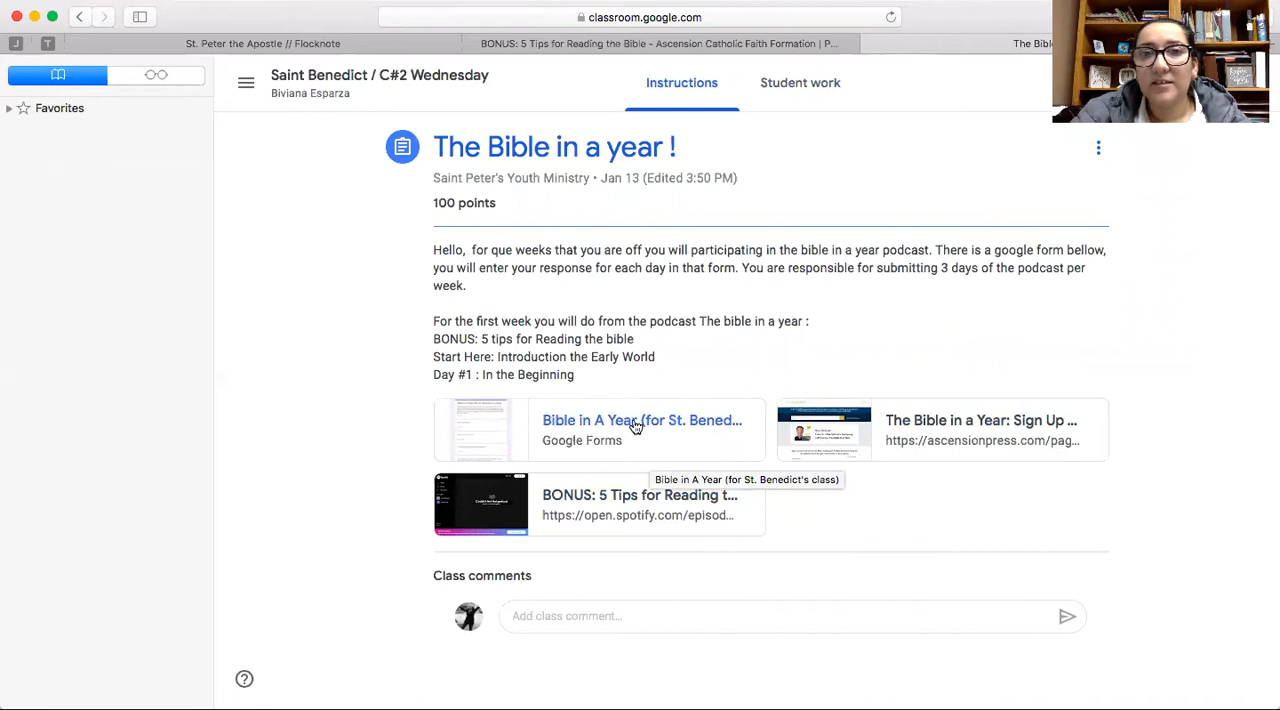 classroom.google.com
J
T
St. Peter the Apostle // Flocknote
BONUS: 5 Tips for Reading the Bible - Ascension Catholic Faith Formation | P...
The Bibl
Favorites
Saint Benedict / C#2 Wednesday
Biviana Esparza
Instructions
Student work
The Bible in a year !
Saint Peter's Youth Ministry • Jan 13 (Edited 3:50 PM)
100 points
Hello, for que weeks that you are off you will participating in the bible in a year podcast. There is a google form bellow,
you will enter your response for each day in that form. You are responsible for submitting 3 days of the podcast per
week.
For the first week you will do from the podcast The bible in a year :
BONUS: 5 tips for Reading the bible
Start Here: Introduction the Early World
Day #1 : In the Beginning
Bible in A Year (for St. Bened...
Google Forms
The Bible in a Year: Sign Up ...
https://ascensionpress.com/pag...
Bible in A Year (for St. Benedict's class)
BONUS: 5 Tips for Reading t...
https://open.spotify.com/episod...
Class comments
Add class comment...